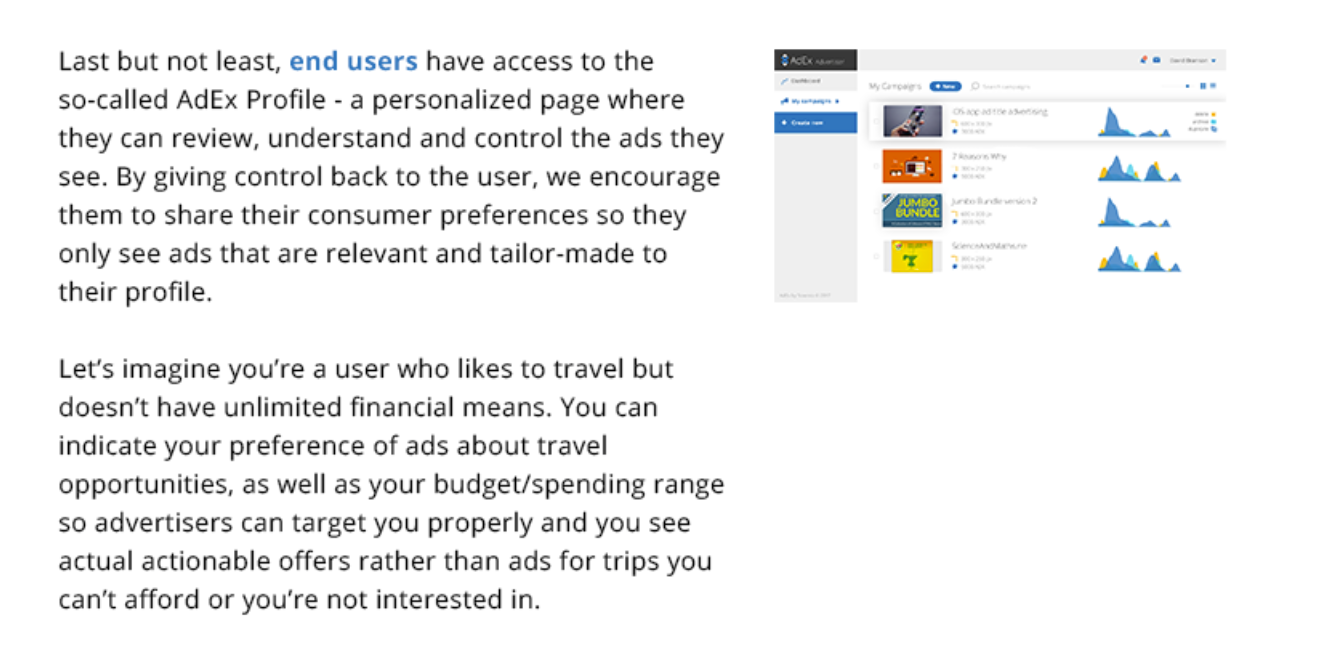 Last but not least, end users have access to the
so-called AdEx Profile - a personalized page where
they can review, understand and control the ads they
see. By giving control back to the user, we encourage
them to share their consumer preferences so they
only see ads that are relevant and tailor-made to
their profile.
Let’s imagine you’re a user who likes to travel but
doesn’t have unlimited financial means. You can
indicate your preference of ads about travel
opportunities, as well as your budget/spending range
so advertisers can target you properly and you see
actual actionable offers rather than ads for trips you
can’t afford or you’re not interested in.
AdEx Advertiser
Dashboard
My campaigns
Create new
My Campaigns
New
Search campaigns
iOS app ad title advertising
7 Reasons Why
JUMBO
BUNDLE
Jumbo Bundle version 2
ScienceAndMaths.ne